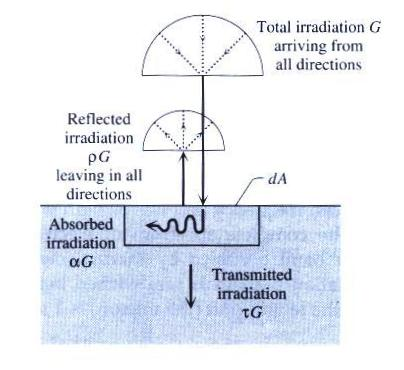 Total irradiation G
arriving from
all directions
Reflected
irradiation
ρG
leaving in all
directions
dA
Absorbed
irradiation
αG
Transmitted
irradiation
τG